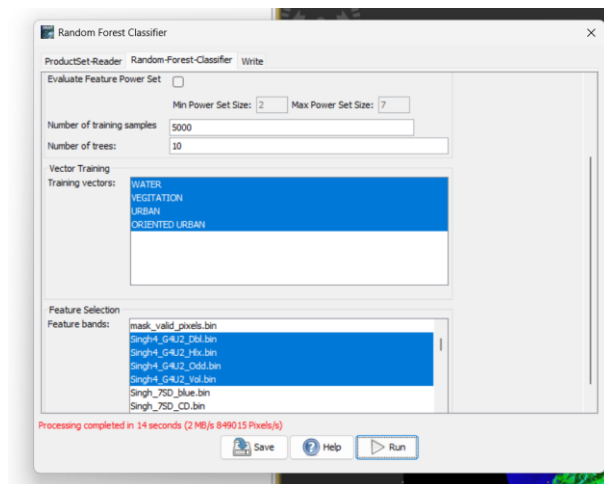 Random Forest Classifier
ProductSet-Reader Random-Forest-Classifier Write
Evaluate Feature Power Set
Min Power Set Size: 2 Max Power Set Size: 7
Number of training samples 5000
Number of trees: 10
Vector Training
Training vectors: WATER
VEGITATION
URBAN
ORIENTED URBAN
Feature Selection
Feature bands: mask_valid_pixels.bin
Singh4_G4U2_Dbl.bin
Singh4_G4U2_Hlx.bin
Singh4_G4U2_Odd.bin
Singh4_G4U2_Vol.bin
Singh_7SD_blue.bin
Singh_7SD_CD.bin
Processing completed in 14 seconds (2 MB/s 849015 Pixels/s)
Save Help Run